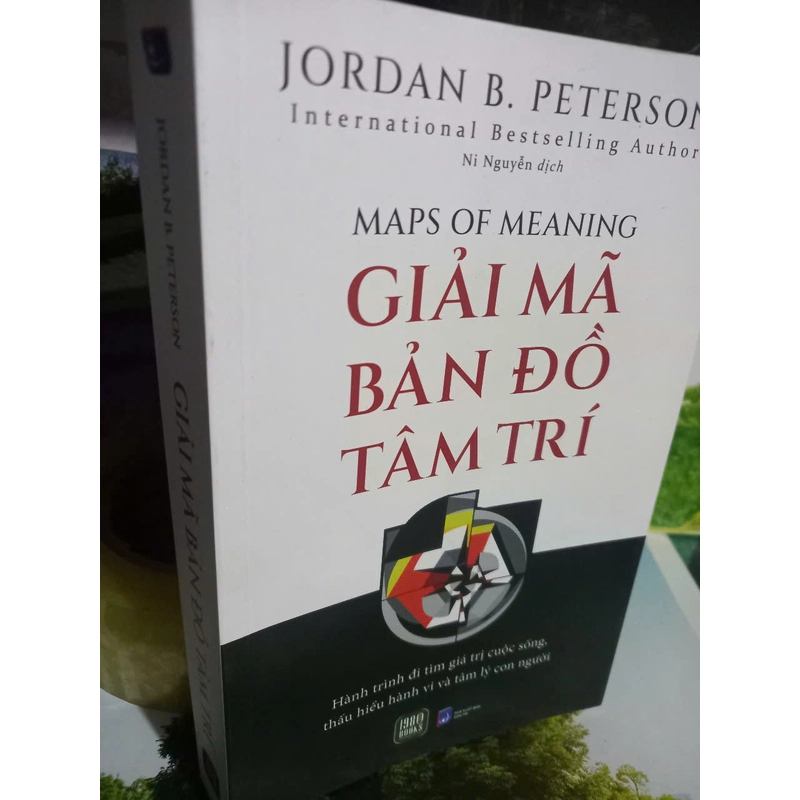 JORDAN B. PETERSON
International Bestselling Author
Ni Nguyễn dịch
MAPS OF MEANING
GIẢI MÃ
BẢN ĐỒ
TÂM TRÍ
Hành trình đi tìm giá trị cuộc sống,
thấu hiểu hành vi và tâm lý con người
1980
BOOKS
JORDAN B. PETERSON GIẢI MÃ BẢN ĐỒ TÂM TRÍ